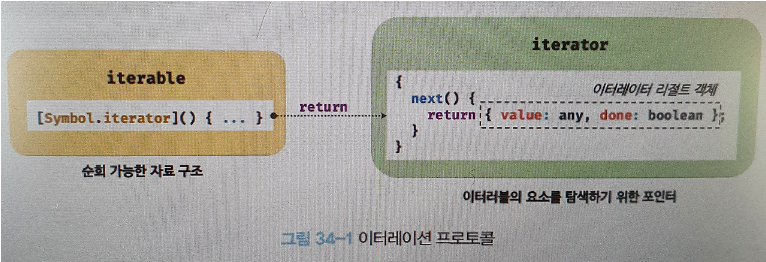 iterable
[Symbol.iterator]() { ... }
순회 가능한 자료 구조
return
iterator
이터레이터 리절트 객체
{
next() {
return { value: any, done: boolean };
}
}
이터러블의 요소를 탐색하기 위한 포인터
그림 34-1 이터레이션 프로토콜